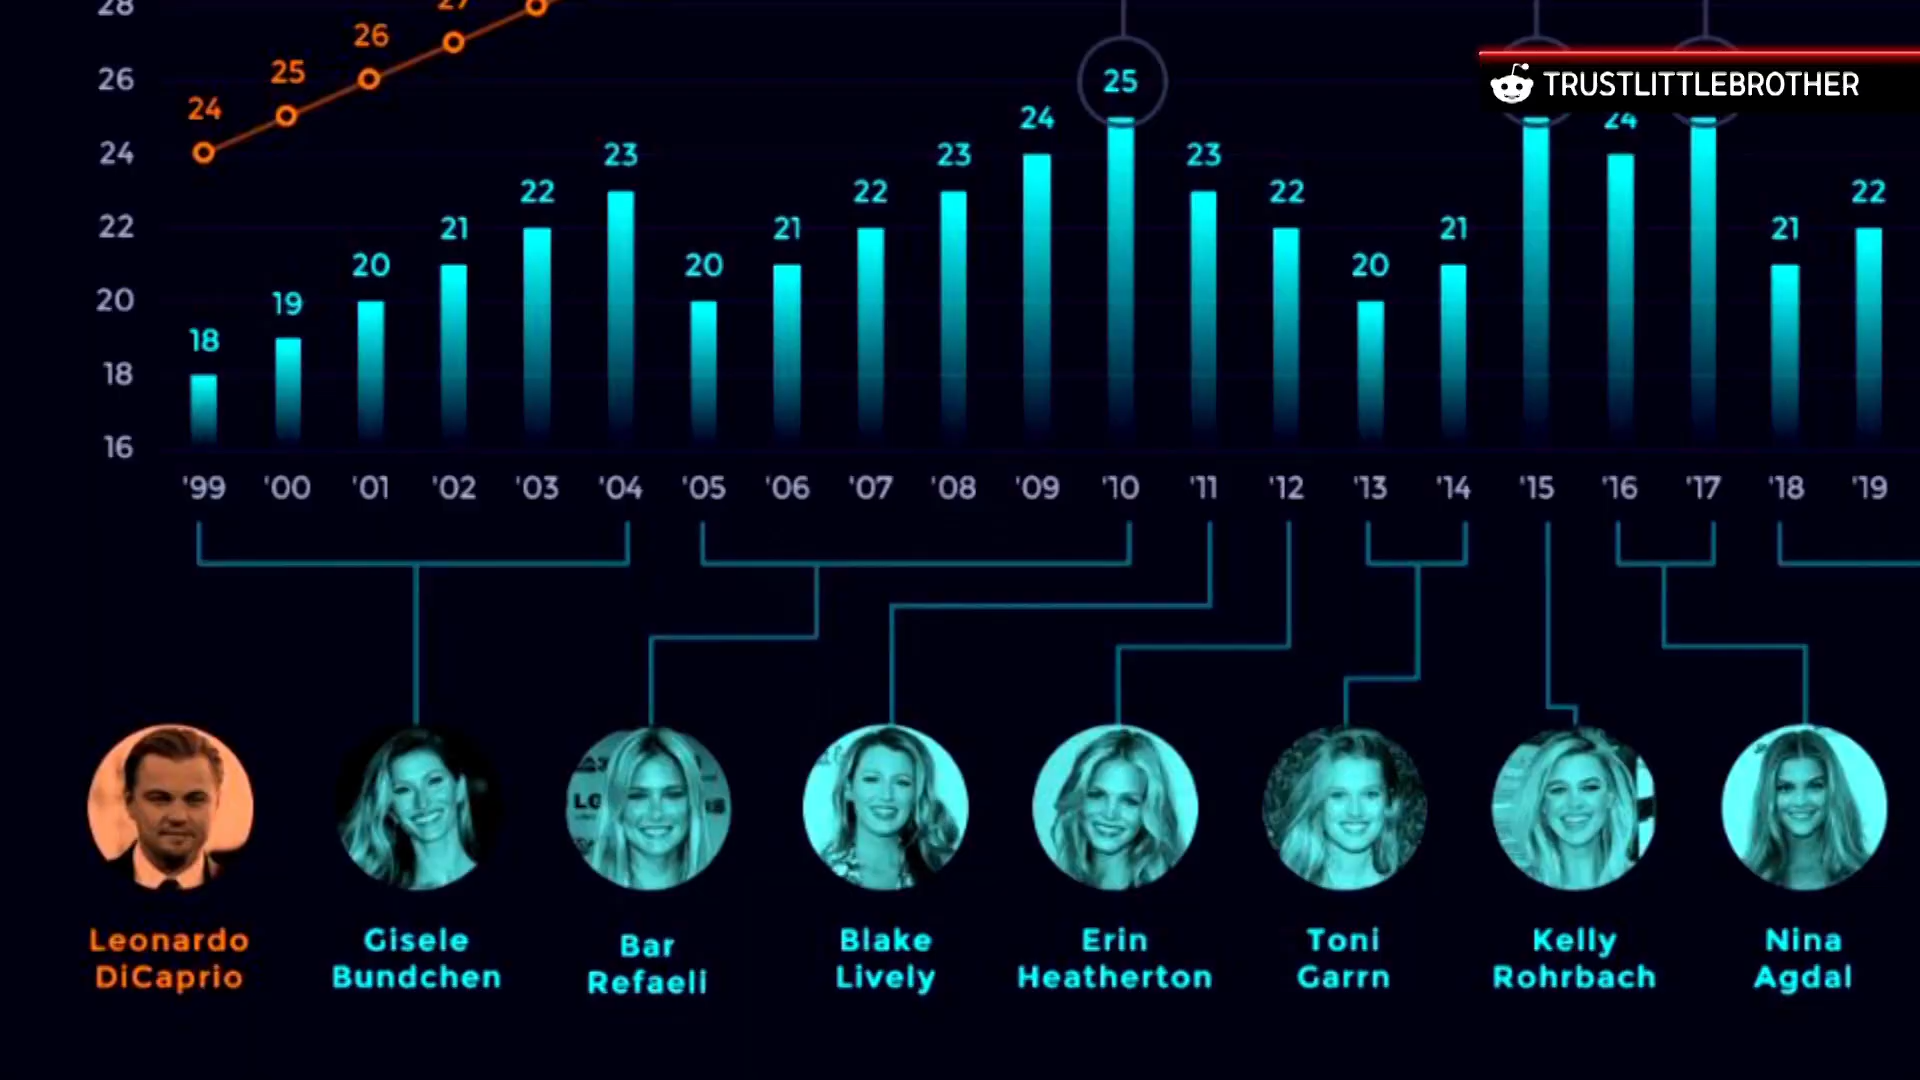 28
27
26
25
24
26
25
24
TRUSTLITTLEBROTHER
24
24
23
23
23
22
22
22
22
22
21
21
21
21
20
20
20
20
19
18
18
16
'99 '00 '01 '02 '03 '04 '05 '06 '07 '08 '09 '10 '11 '12 '13 '14 '15 '16 '17 '18 '19
Leonardo
DiCaprio
Gisele
Bundchen
Bar
Refaeli
Blake
Lively
Erin
Heatherton
Toni
Garrn
Kelly
Rohrbach
Nina
Agdal